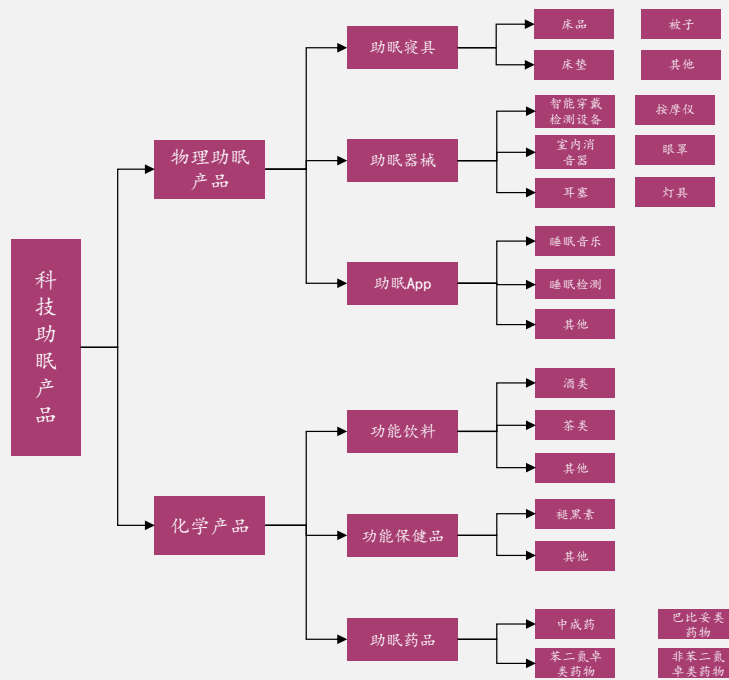 科
技
助
眠
产
品
物理助眠
产品
化学产品
助眠寝具
助眠器械
助眠App
功能饮料
功能保健品
助眠药品
床品
被子
床垫
其他
智能穿戴
检测设备
按摩仪
室内消
音器
眼罩
耳塞
灯具
睡眠音乐
睡眠检测
其他
酒类
茶类
其他
褪黑素
其他
中成药
巴比妥类
药物
苯二氮卓
类药物
非苯二氮
卓类药物